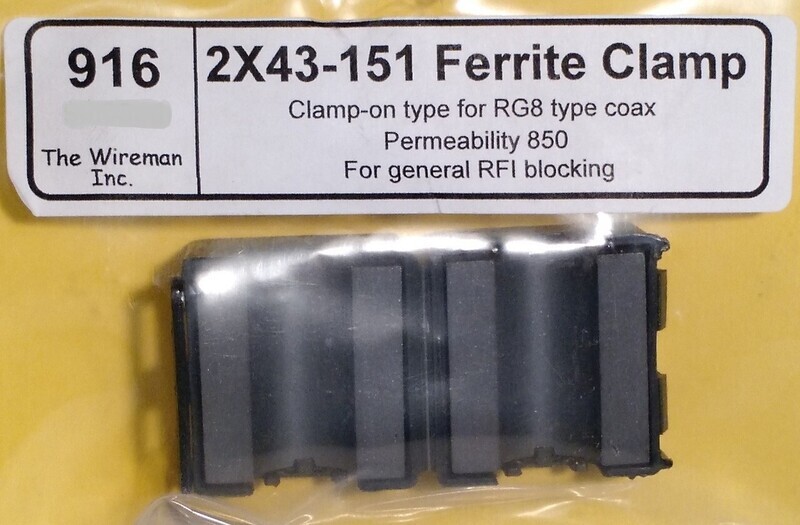 916
The Wireman
Inc.
2X43-151 Ferrite Clamp
Clamp-on type for RG8 type coax
Permeability 850
For general RFI blocking